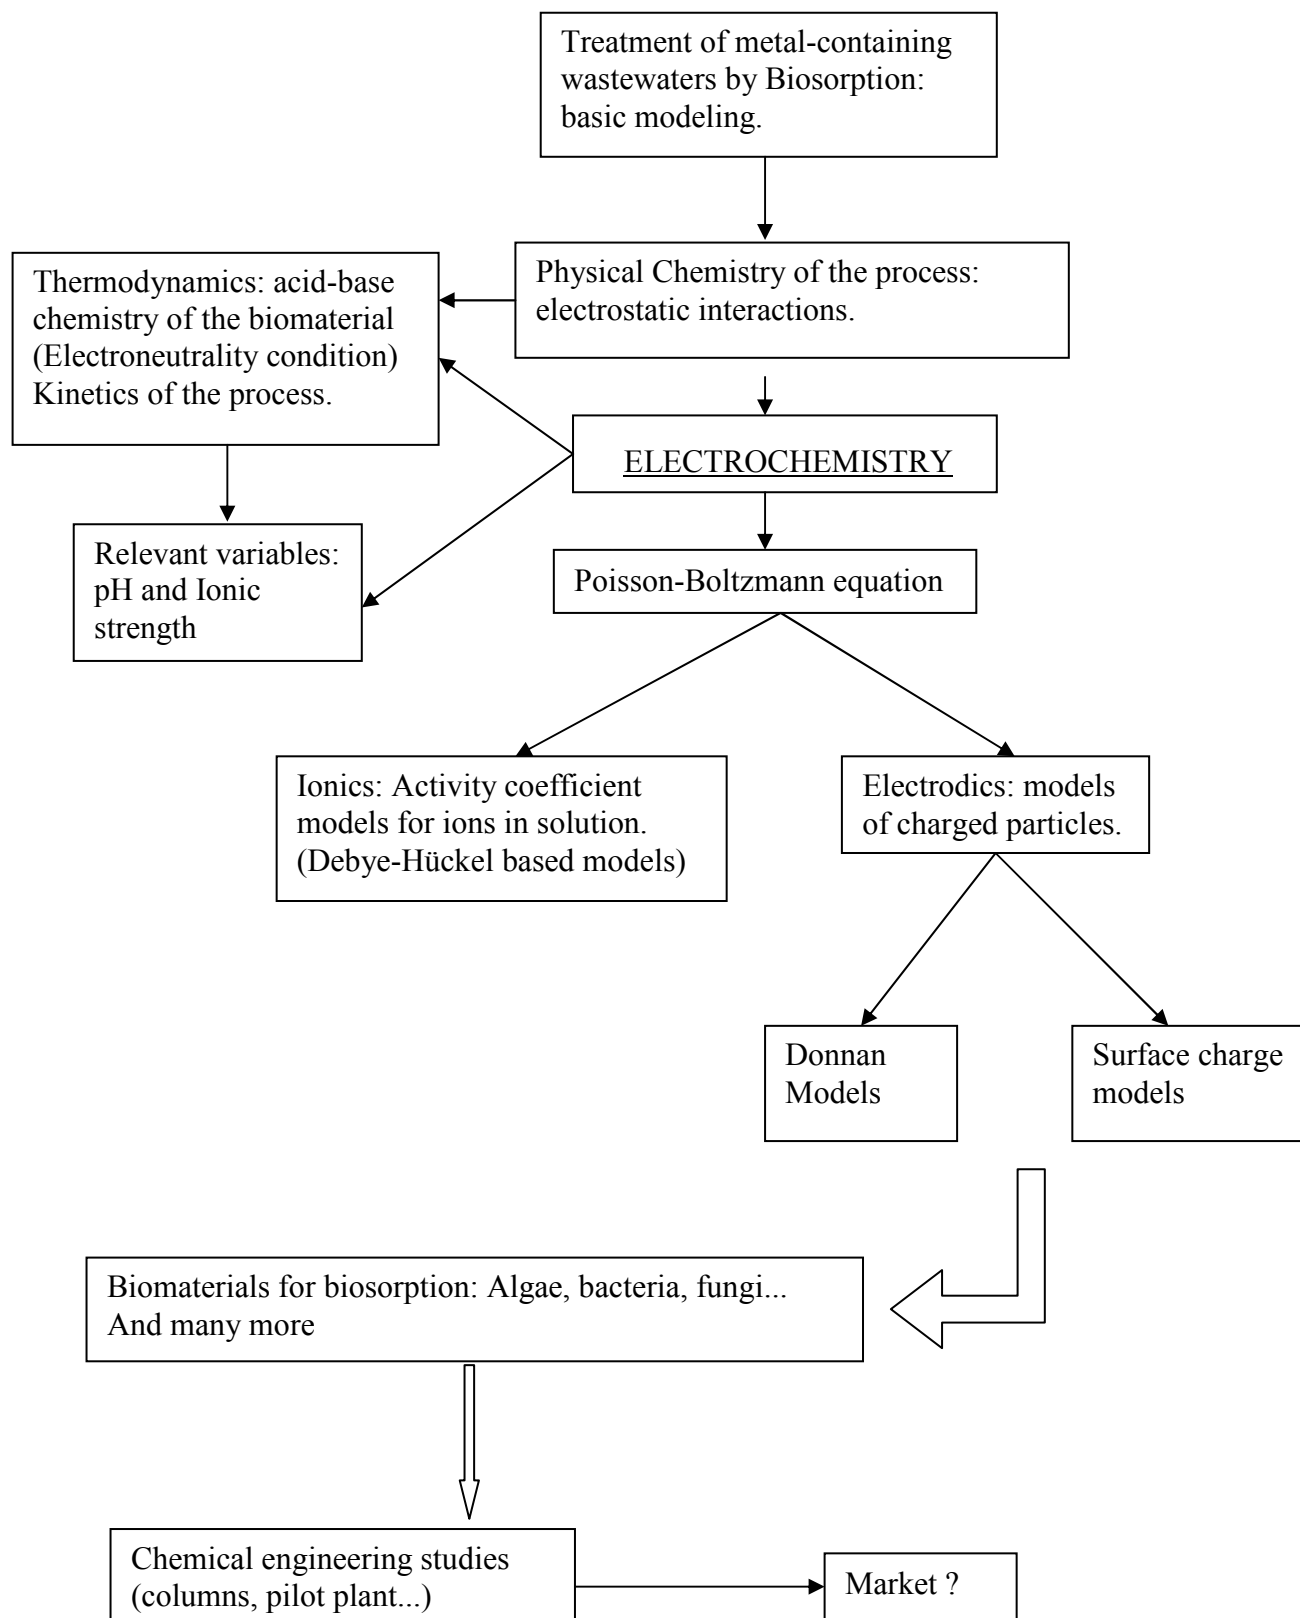 Treatment of metal-containing
wastewaters by Biosorption:
basic modeling.
Physical Chemistry of the process:
electrostatic interactions.
Thermodynamics: acid-base
chemistry of the biomaterial
(Electroneutrality condition)
Kinetics of the process.
ELECTROCHEMISTRY
Relevant variables:
pH and Ionic
strength
Poisson-Boltzmann equation
Ionics: Activity coefficient
models for ions in solution.
(Debye-Hückel based models)
Electrodics: models
of charged particles.
Donnan
Models
Surface charge
models
Biomaterials for biosorption: Algae, bacteria, fungi...
And many more
Chemical engineering studies
(columns, pilot plant...)
Market ?